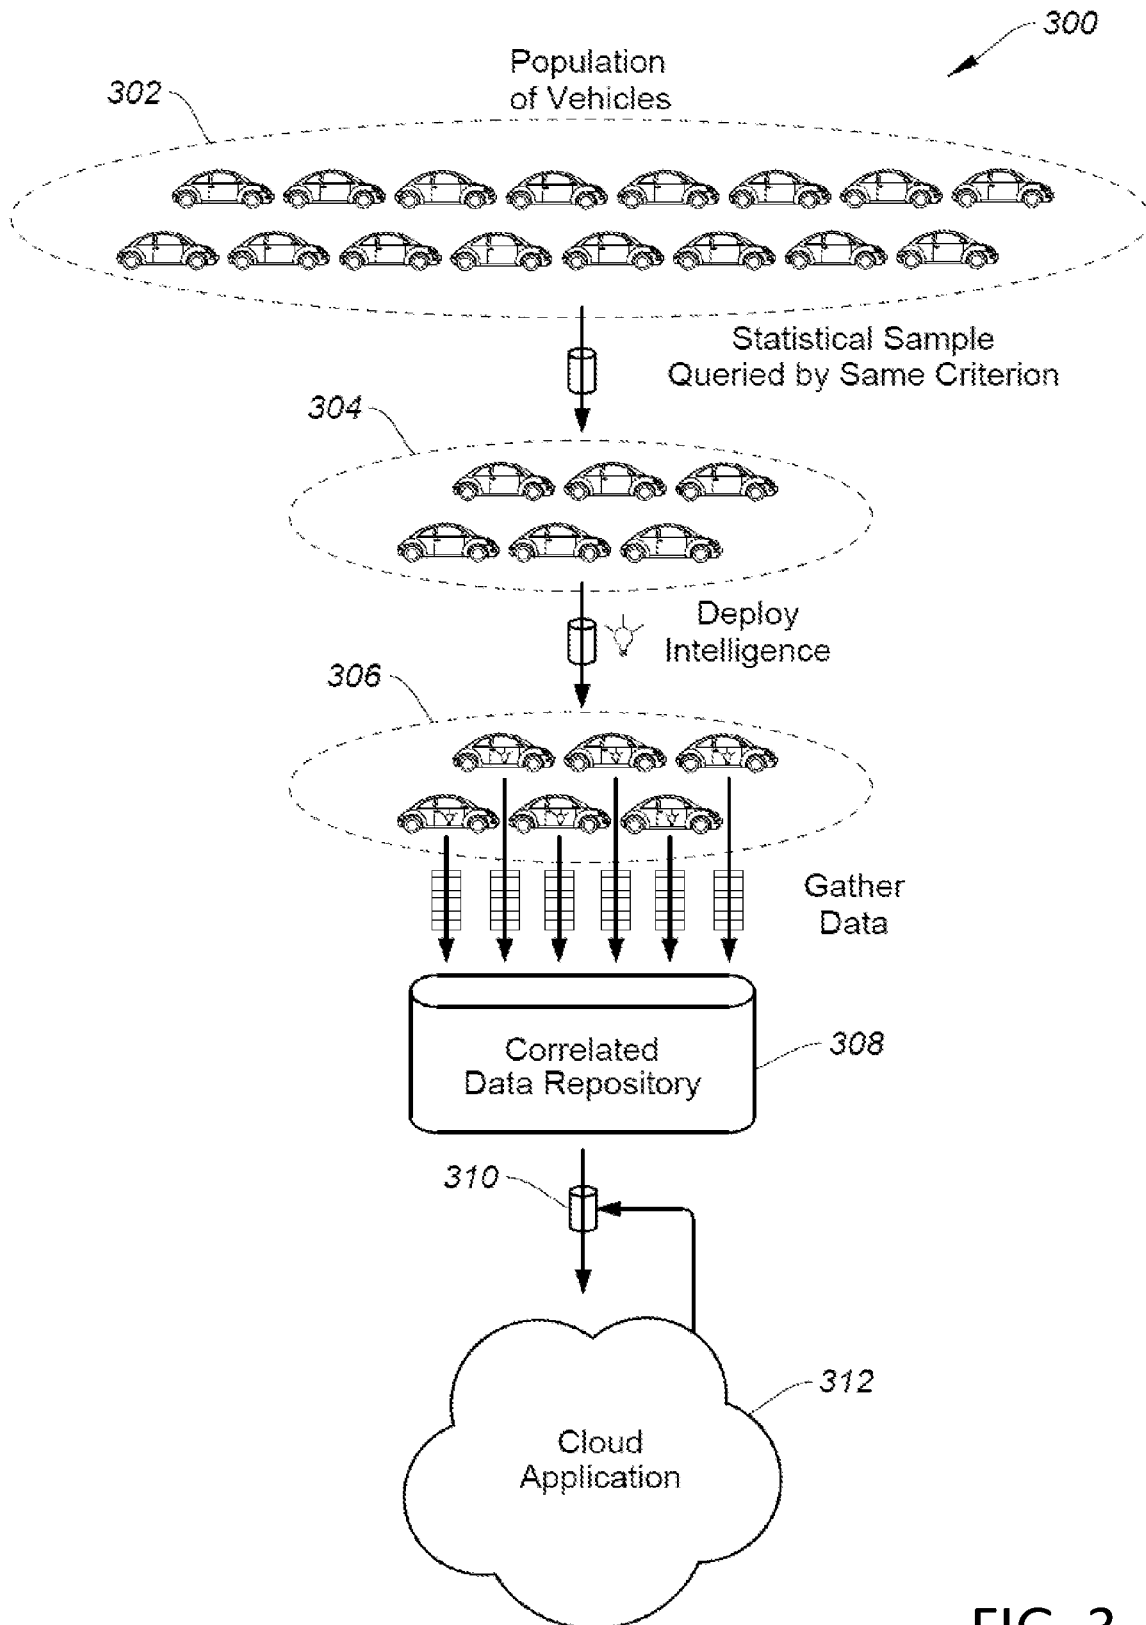 300
Population
of Vehicles
302
Statistical Sample
Queried by Same Criterion
304
Deploy
Intelligence
306
Gather
Data
Correlated
Data Repository
308
310
312
Cloud
Application